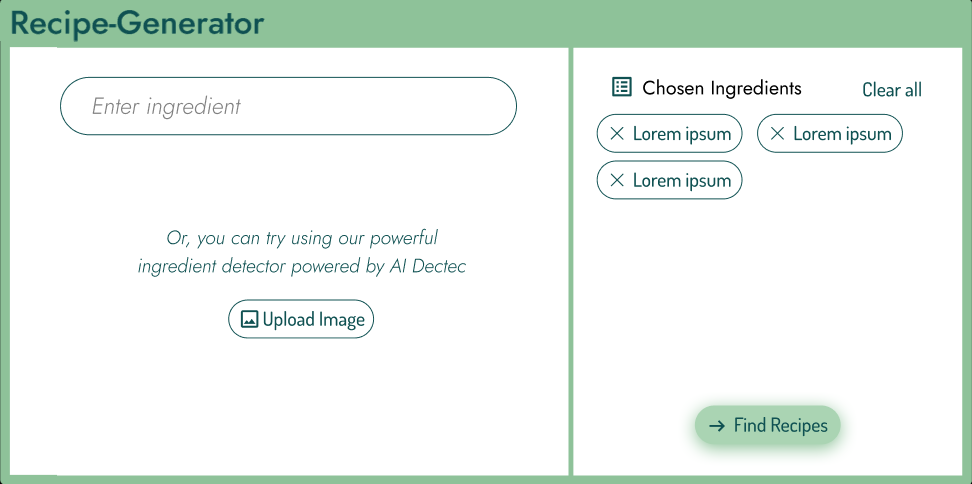 Recipe-Generator
Enter ingredient
Or, you can try using our powerful
ingredient detector powered by AI Dectec
Upload Image
Chosen Ingredients
Clear all
Lorem ipsum
Lorem ipsum
Lorem ipsum
Find Recipes